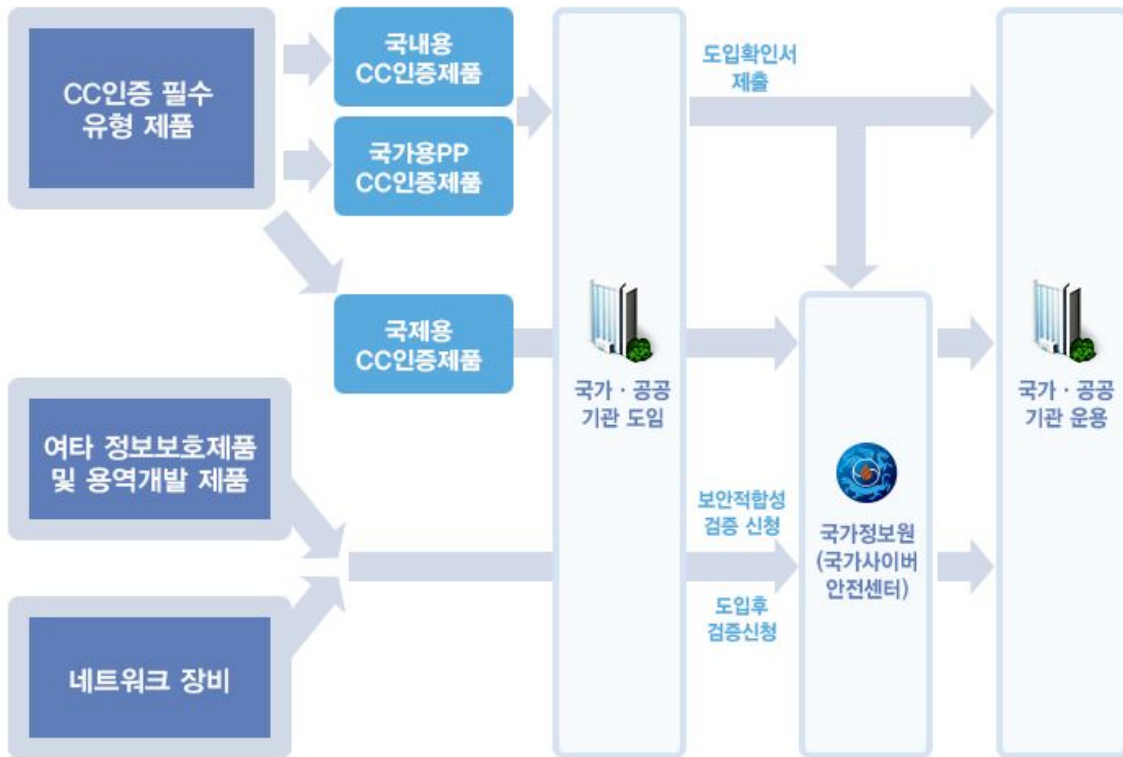 CC인증 필수
유형 제품
국내용
CC인증제품
국가용PP
CC인증제품
국제용
CC인증제품
여타 정보보호제품
및 용역개발 제품
네트워크 장비
국가 · 공공
기관 도입
도입확인서
제출
보안적합성
검증 신청
도입후
검증신청
국가정보원
(국가사이버
안전센터)
국가 · 공공
기관 운용